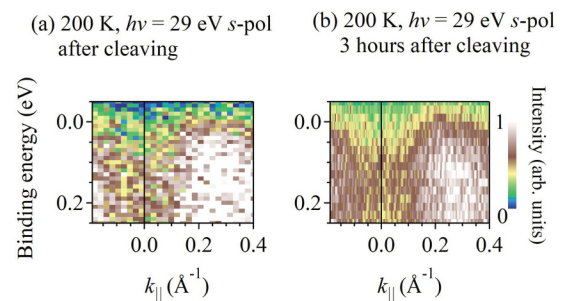 (a) 200 K, hν = 29 eV s-pol
after cleaving
(b) 200 K, hν = 29 eV s-pol
3 hours after cleaving
Binding energy (eV)
0.0
0.2
0.0
0.2
0.4
k|| (Å⁻¹)
0.0
0.2
0.0
0.2
0.4
k|| (Å⁻¹)
1
0
Intensity (arb. units)